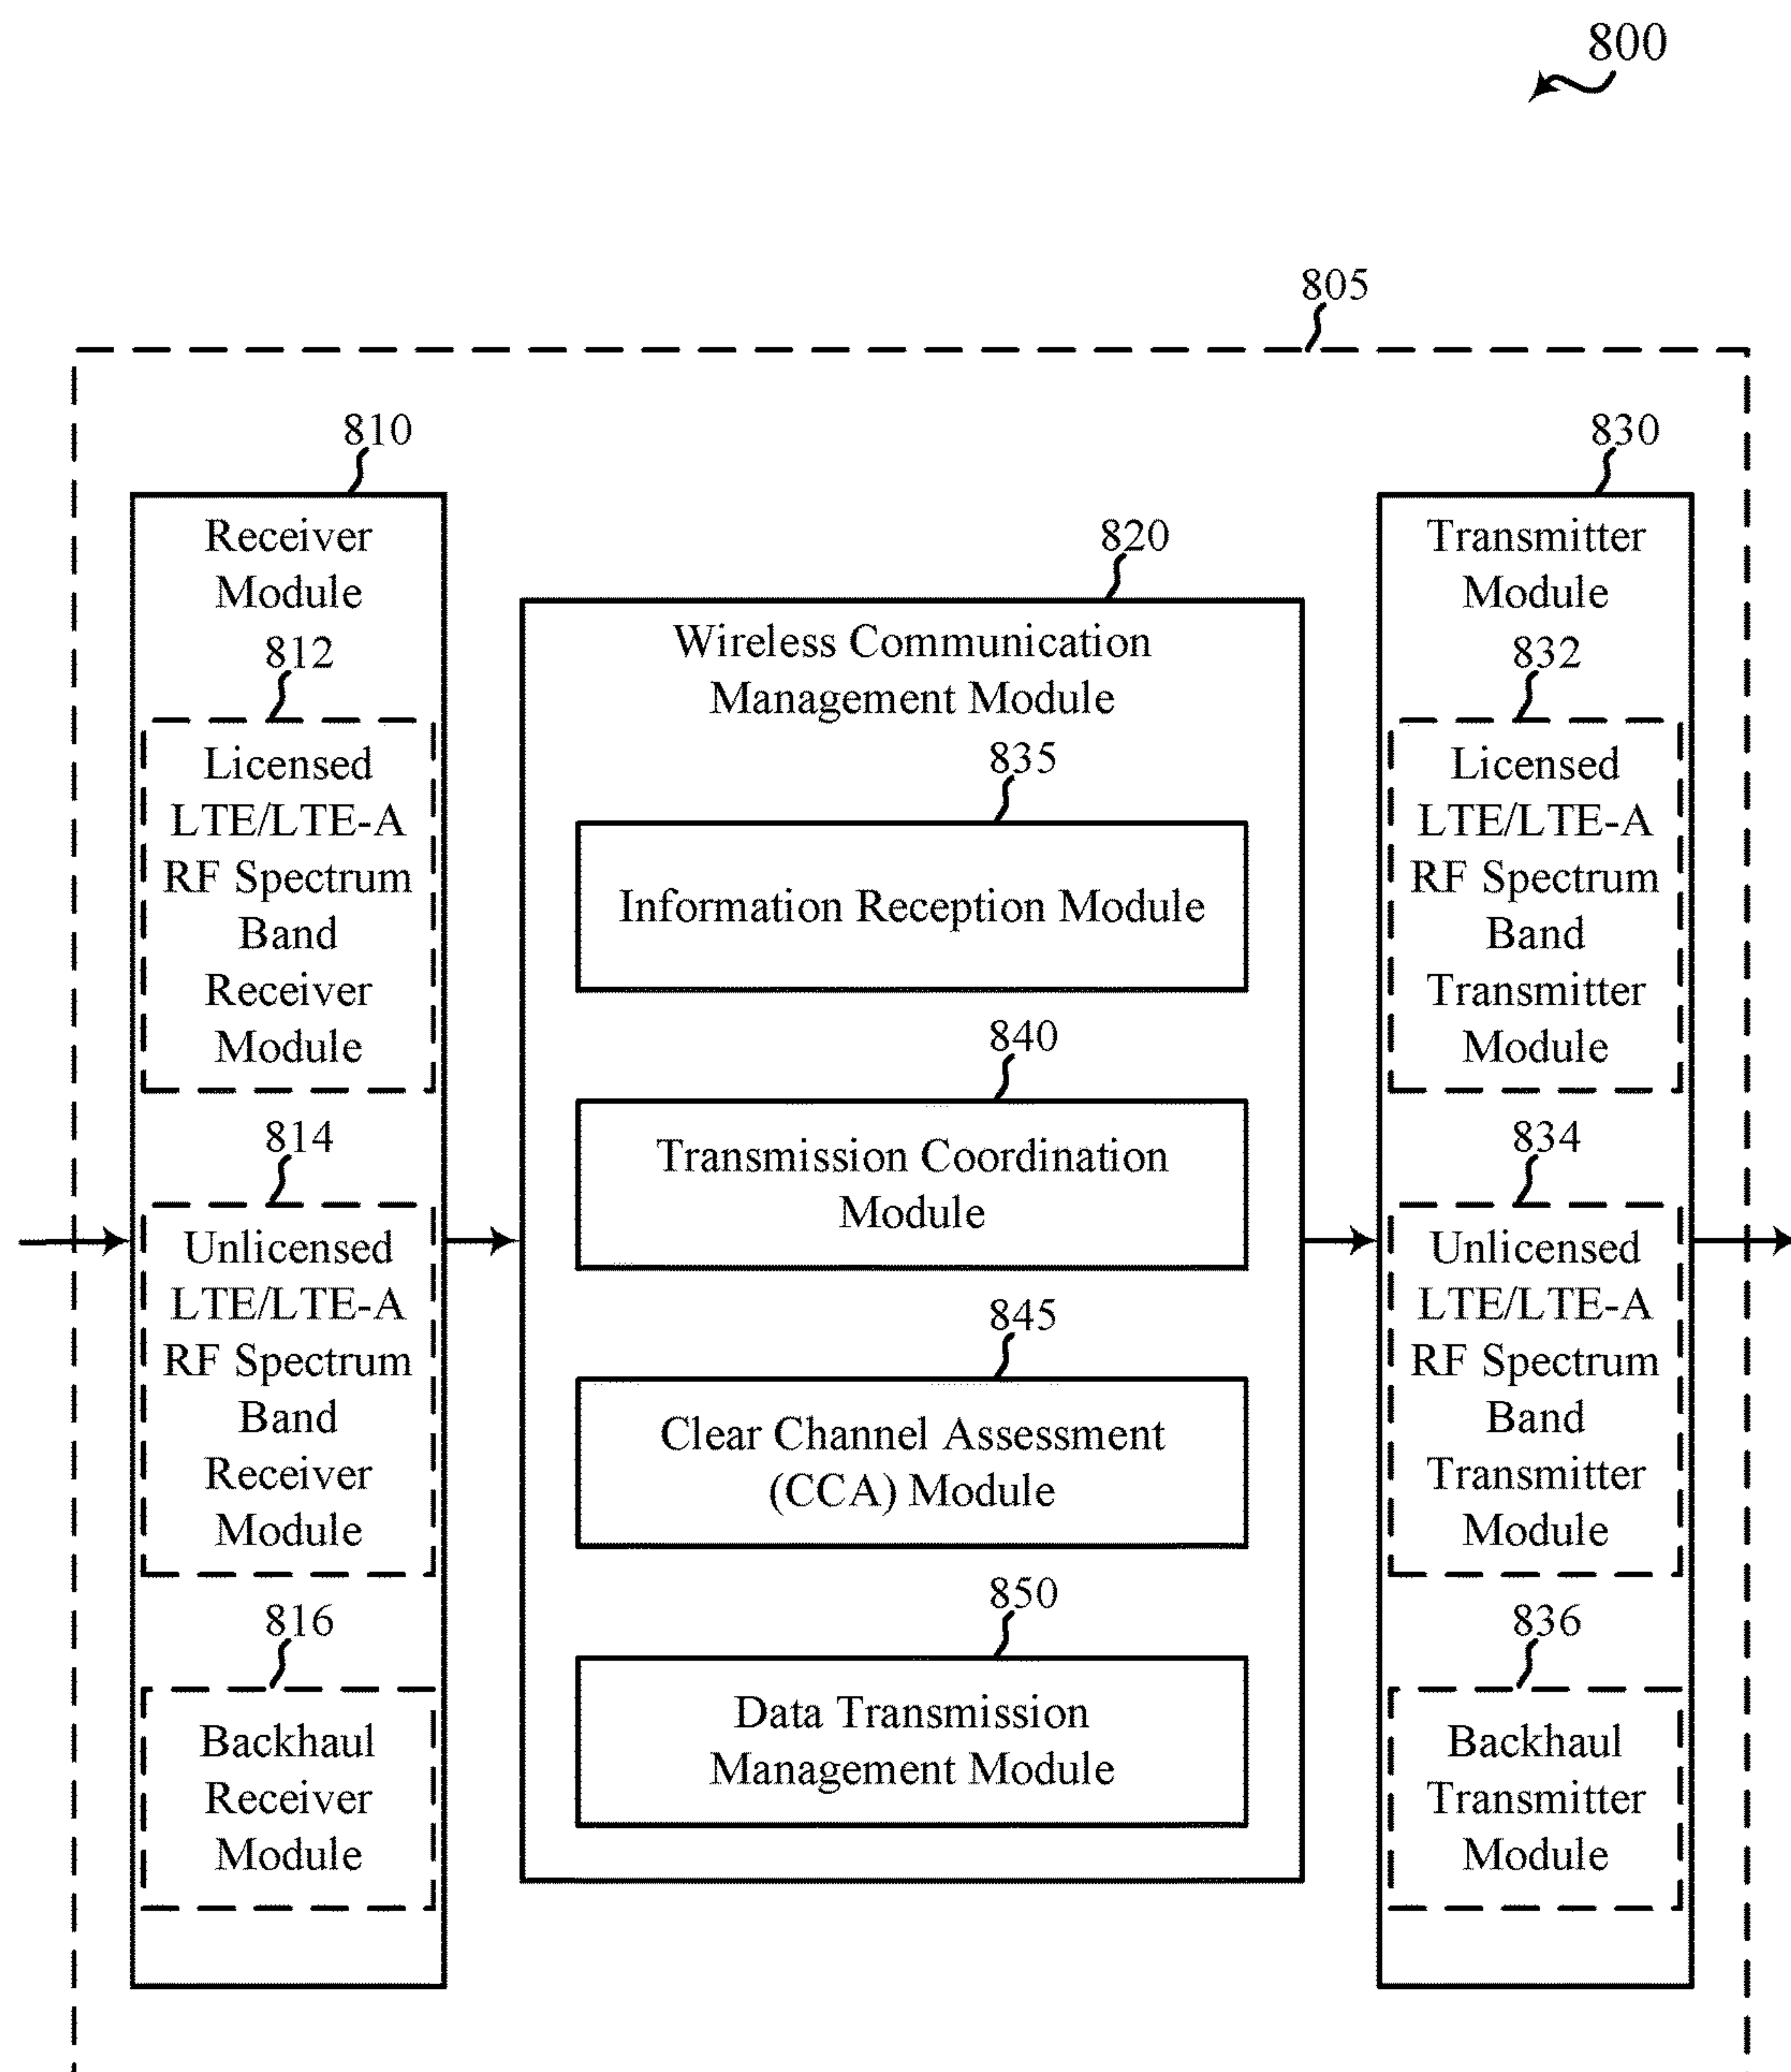 800
805
810
Receiver
Module
812
Licensed
LTE/LTE-A
RF Spectrum
Band
Receiver
Module
814
Unlicensed
LTE/LTE-A
RF Spectrum
Band
Receiver
Module
816
Backhaul
Receiver
Module
820
Wireless Communication
Management Module
835
Information Reception Module
840
Transmission Coordination
Module
845
Clear Channel Assessment
(CCA) Module
850
Data Transmission
Management Module
830
Transmitter
Module
832
Licensed
LTE/LTE-A
RF Spectrum
Band
Transmitter
Module
834
Unlicensed
LTE/LTE-A
RF Spectrum
Band
Transmitter
Module
836
Backhaul
Transmitter
Module